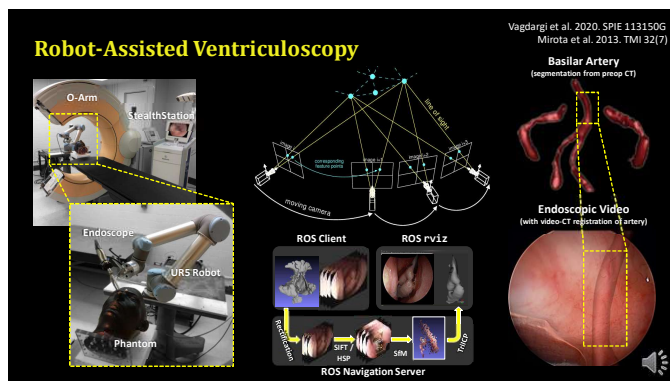 Vagdargi et al. 2020. SPIE 113150G
Mirota et al. 2013. TMI 32(7)
Robot-Assisted Ventriculoscopy
O-Arm
StealthStation
Endoscope
UR5 Robot
Phantom
line of sight
corresponding
feature points
image i+1
moving camera
ROS Client
ROS rviz
Rectification
SIFT /
HSP
SfM
TriICP
ROS Navigation Server
Basilar Artery
(segmentation from preop CT)
Endoscopic Video
(with video-CT registration of artery)